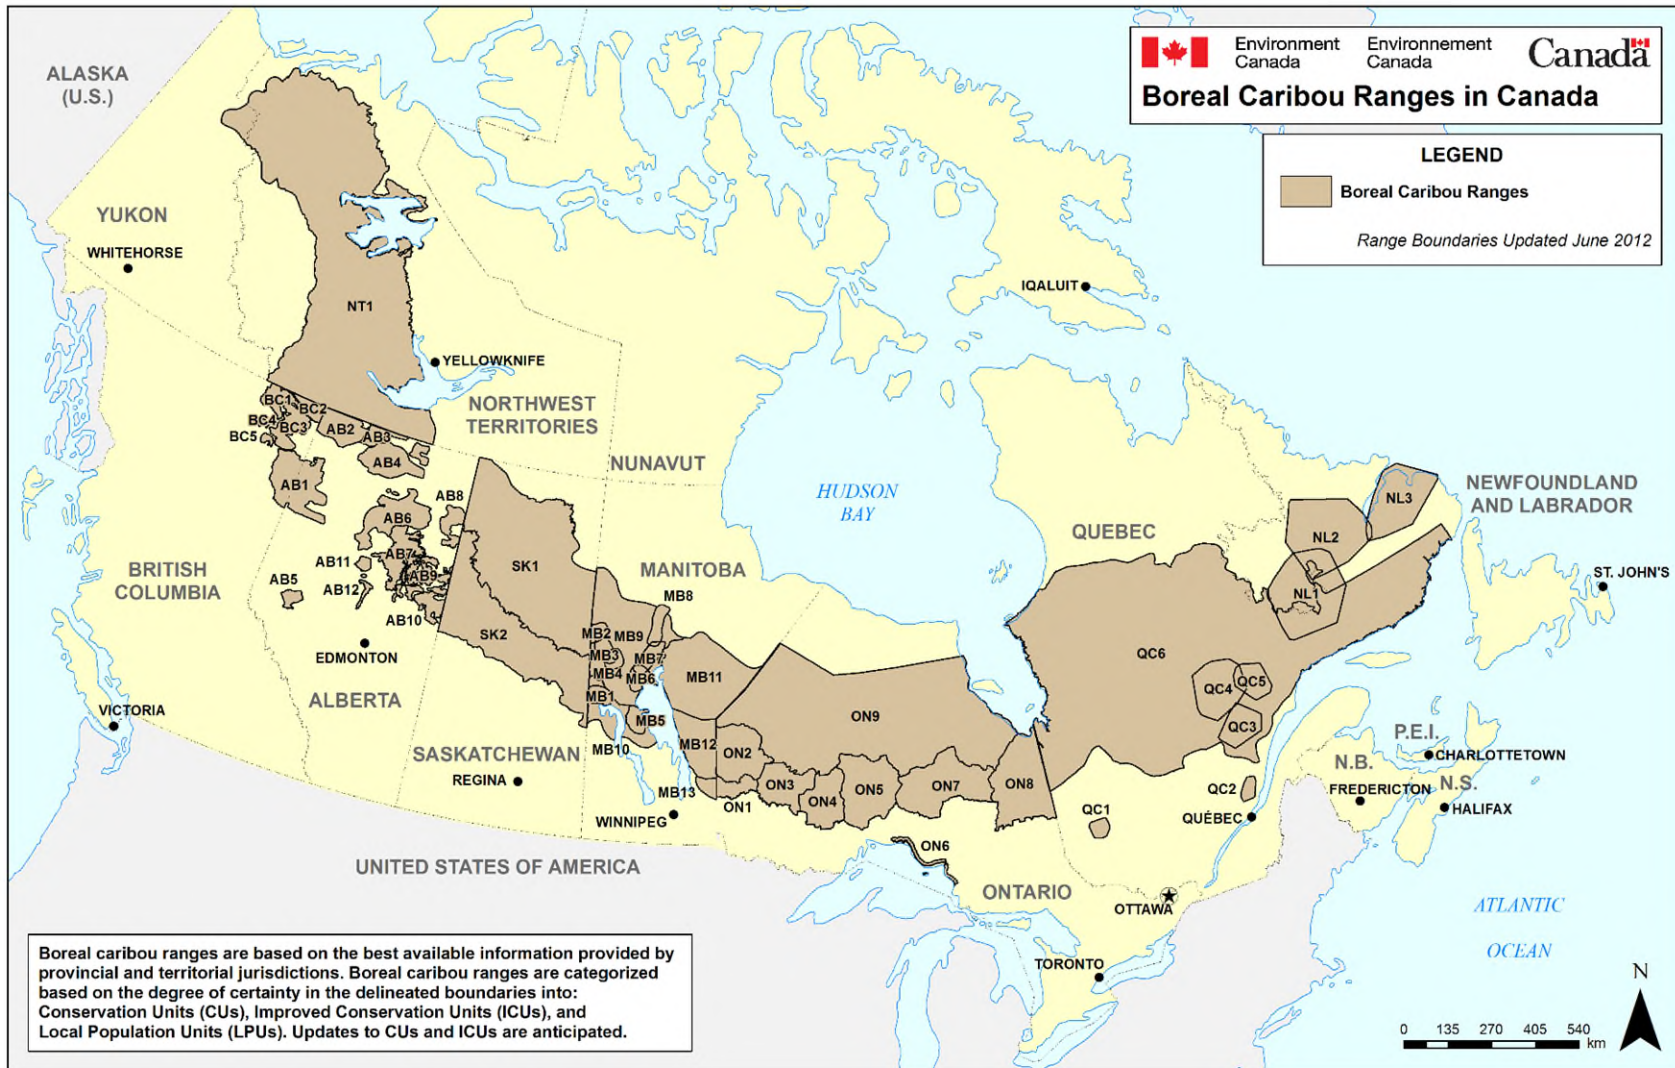 Environment
Canada
Environnement
Canada
Canada
Boreal Caribou Ranges in Canada
LEGEND
Boreal Caribou Ranges
Range Boundaries Updated June 2012
ALASKA
(U.S.)
YUKON
WHITEHORSE
IQALUIT
NT1
YELLOWKNIFE
NORTHWEST
TERRITORIES
NUNAVUT
BC1
BC2
BC4
BC3
BC5
AB2
AB3
AB4
AB1
AB8
AB6
AB7
AB11
AB9
AB5
AB12
AB10
BRITISH
COLUMBIA
EDMONTON
ALBERTA
VICTORIA
HUDSON
BAY
QUEBEC
NEWFOUNDLAND
AND LABRADOR
NL3
NL2
NL1
ST. JOHN'S
SK1
SK2
MANITOBA
MB8
MB2
MB9
MB3
MB7
MB4
MB6
MB11
MB1
MB5
MB10
MB12
MB13
SASKATCHEWAN
REGINA
WINNIPEG
ON9
ON2
ON3
ON4
ON5
ON7
ON8
ON1
ON6
QC6
QC4
QC5
QC3
QC2
QC1
QUÉBEC
P.E.I.
CHARLOTTETOWN
N.B.
FREDERICTON
N.S.
HALIFAX
UNITED STATES OF AMERICA
ONTARIO
OTTAWA
TORONTO
ATLANTIC
OCEAN
Boreal caribou ranges are based on the best available information provided by
provincial and territorial jurisdictions. Boreal caribou ranges are categorized
based on the degree of certainty in the delineated boundaries into:
Conservation Units (CUs), Improved Conservation Units (ICUs), and
Local Population Units (LPUs). Updates to CUs and ICUs are anticipated.
N
0 135 270 405 540
km